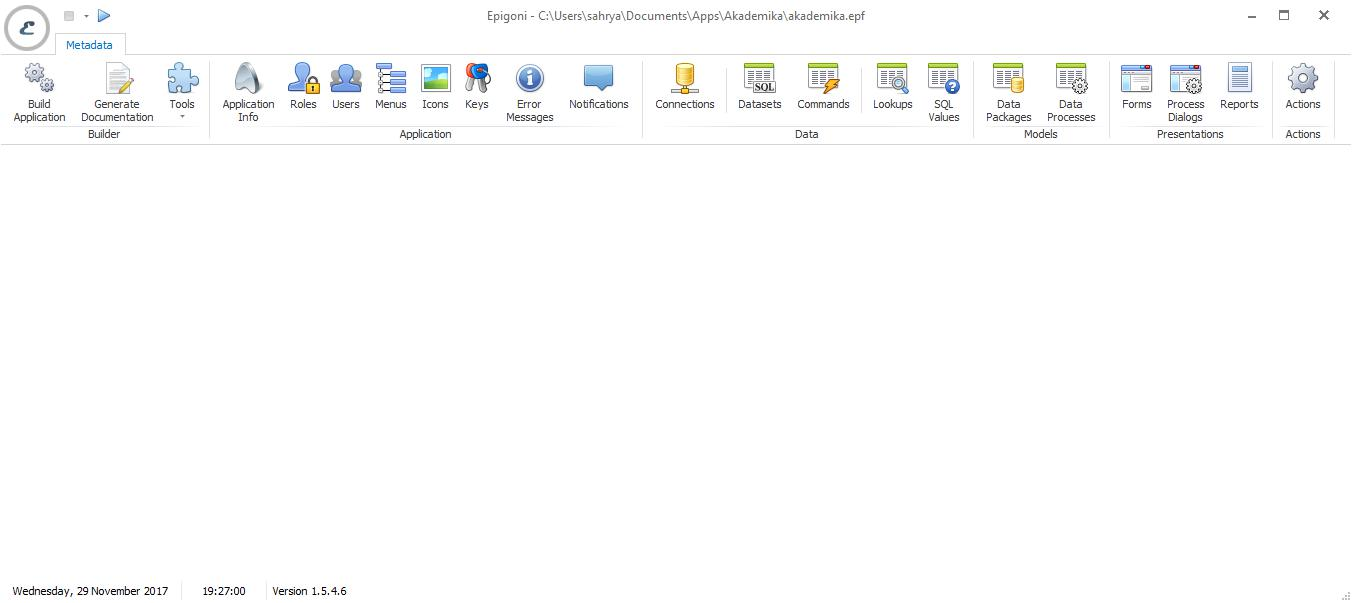 Epigoni - C:\Users\sahrya\Documents\Apps\Akademika\akademika.epf
Metadata
Build Application
Generate Documentation
Tools
Builder
Application Info
Roles
Users
Menus
Icons
Keys
Error Messages
Notifications
Application
Connections
Datasets
SQL
Commands
Lookups
SQL Values
Data
Data Packages
Data Processes
Models
Forms
Process Dialogs
Reports
Presentations
Actions
Actions
Wednesday, 29 November 2017
19:27:00
Version 1.5.4.6